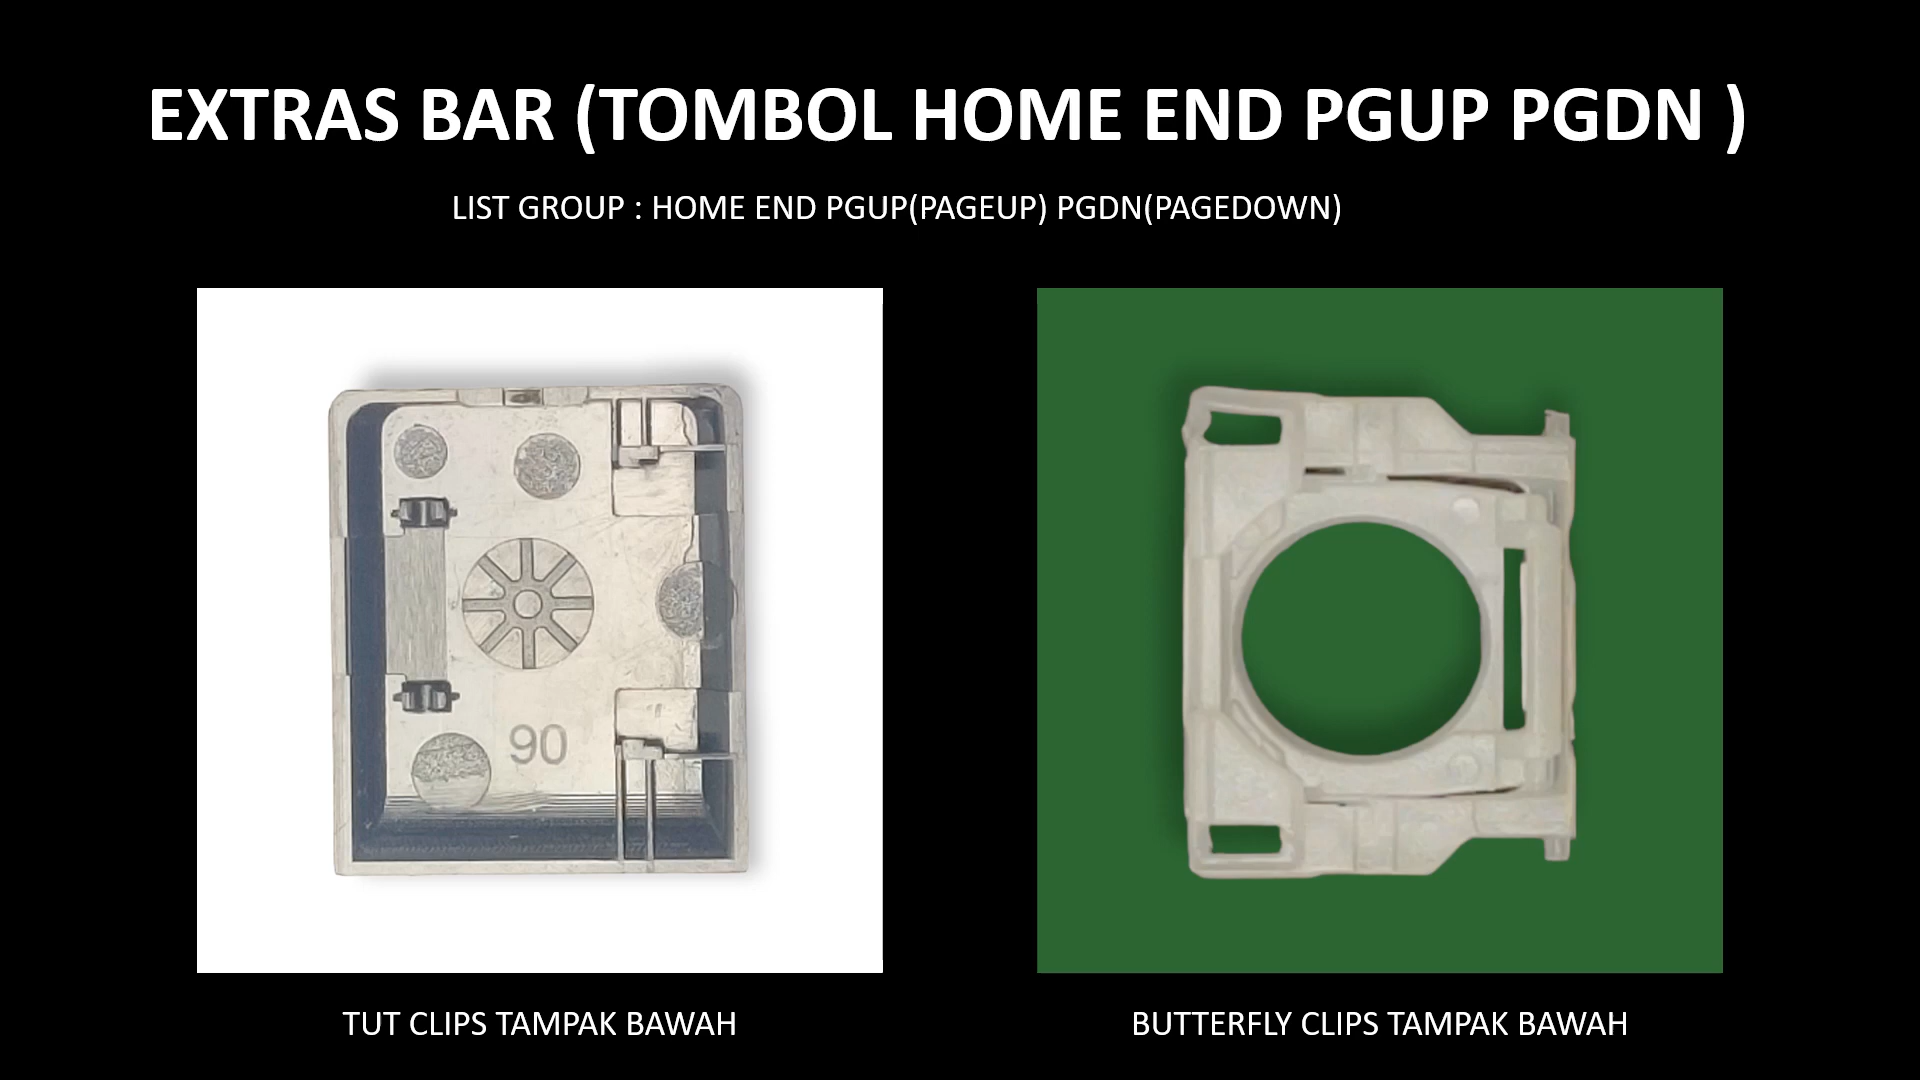 EXTRAS BAR (TOMBOL HOME END PGUP PGDN )
LIST GROUP : HOME END PGUP(PAGEUP) PGDN(PAGEDOWN)
90
TUT CLIPS TAMPAK BAWAH
BUTTERFLY CLIPS TAMPAK BAWAH